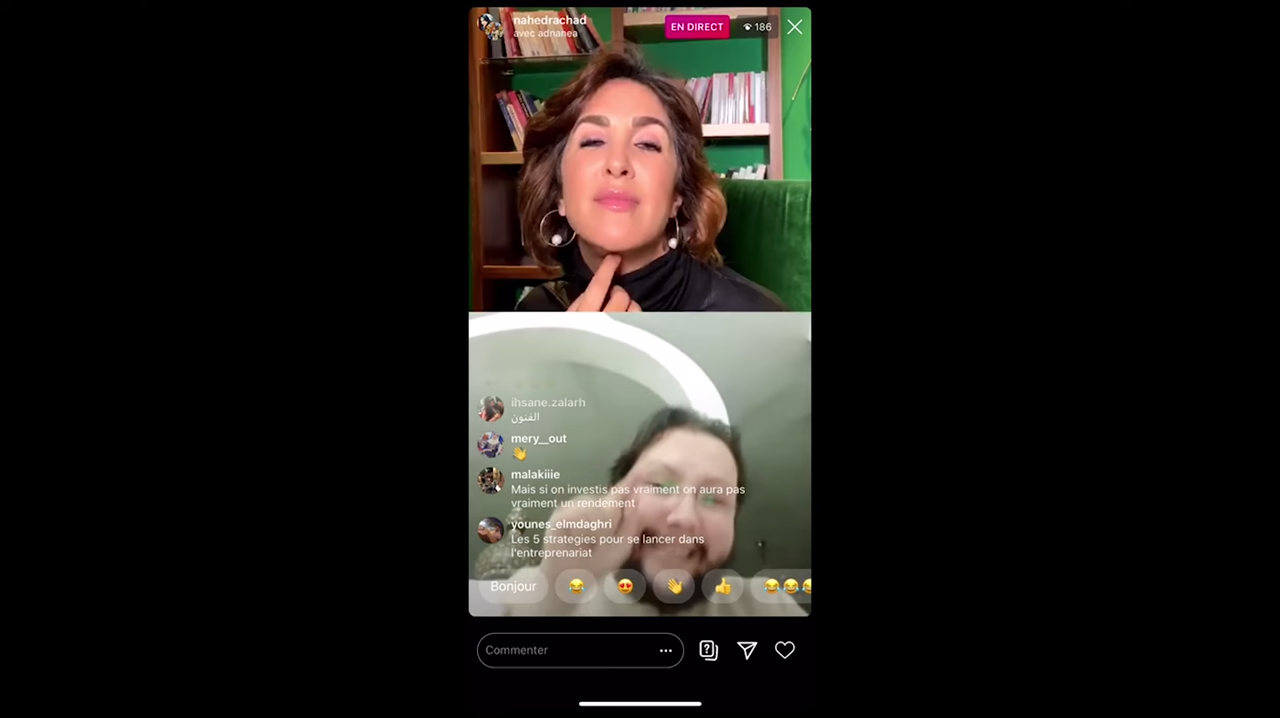 nahedrachad
avec adnanea
EN DIRECT
186
ihsane.zalarh
الفنون
mery__out
malakiiie
Mais si on investis pas vraiment on aura pas
vraiment un rendement
younes_elmdaghri
Les 5 strategies pour se lancer dans
l'entreprenariat
Bonjour
Commenter